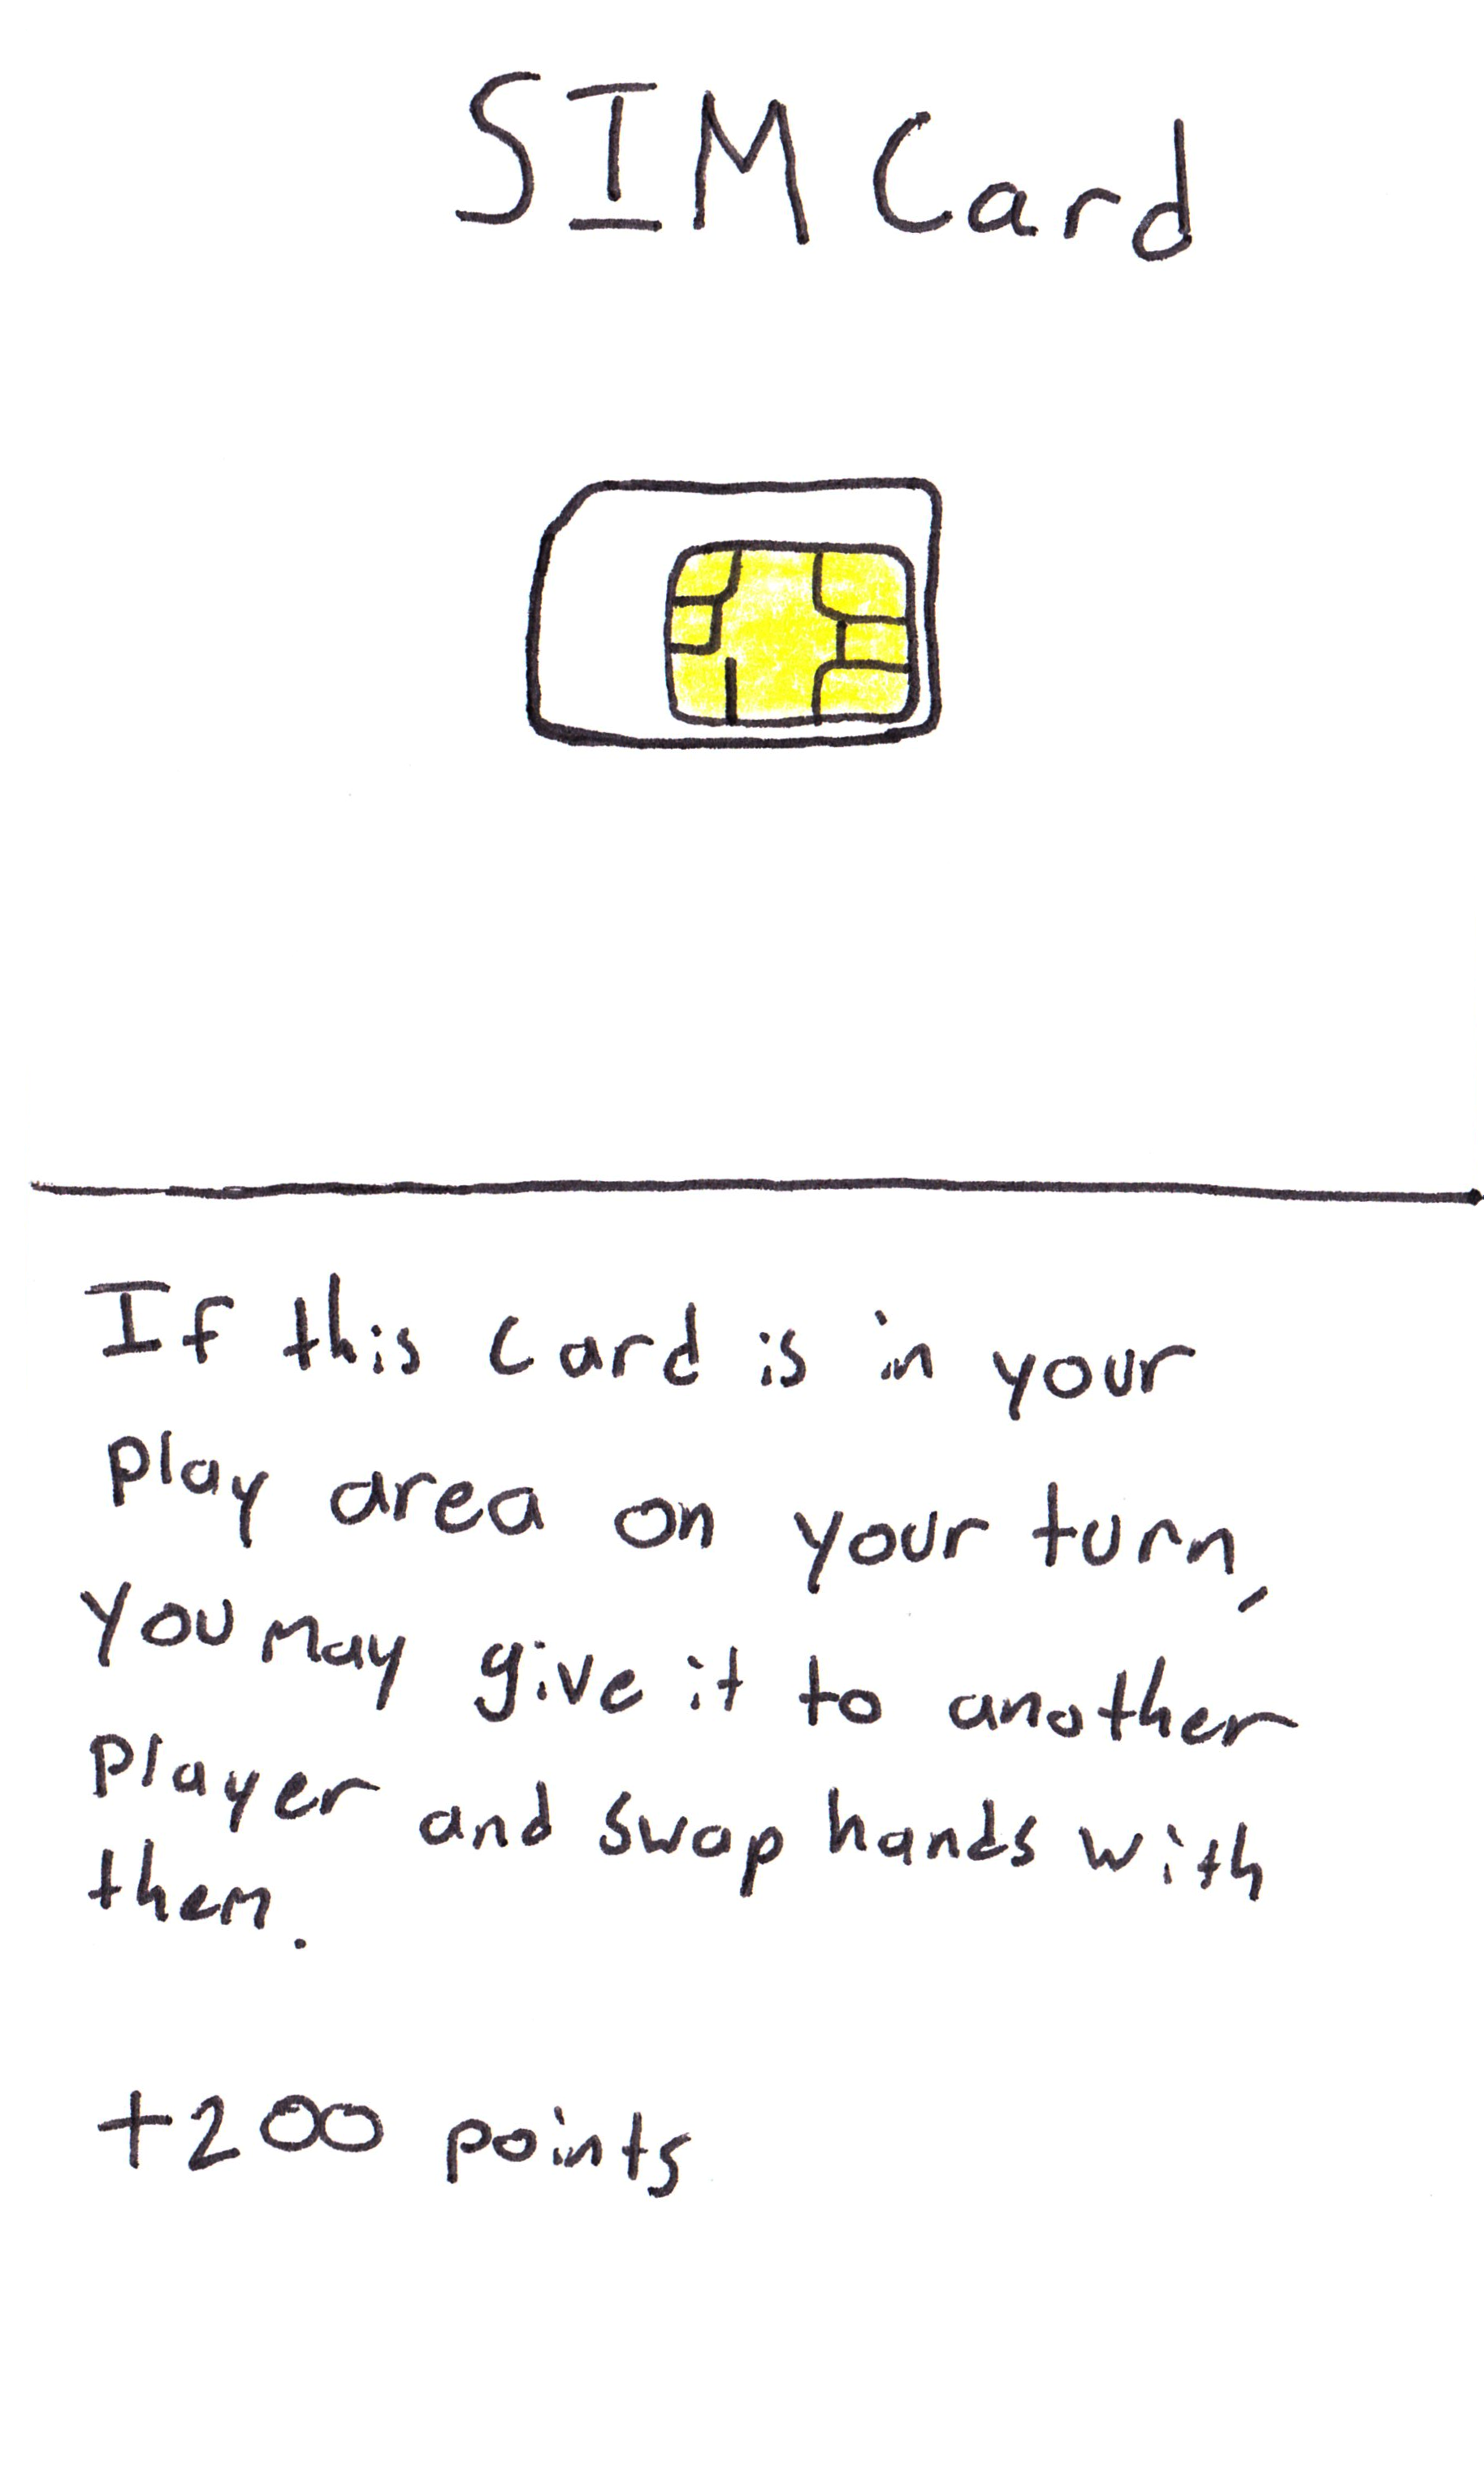 SIM Card
If this card is in your
play area on your turn,
you may give it to another
player and swap hands with
them.
+200 points